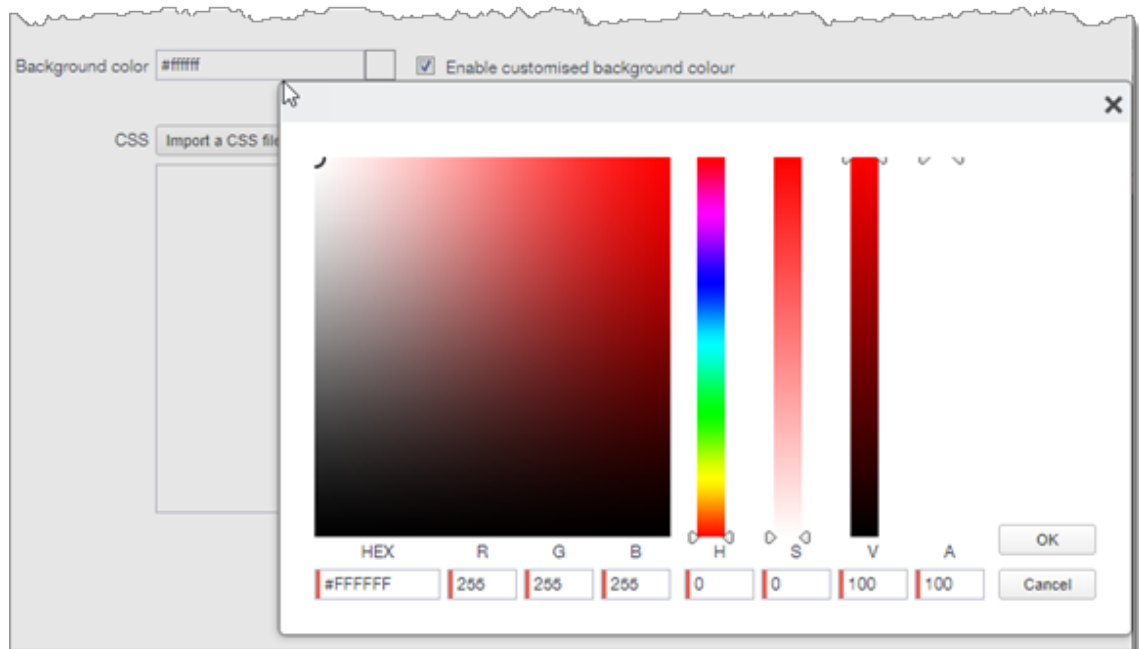 Background color #ffffff Enable customised background colour
CSS Import a CSS file
HEX R G B H S V A OK
#FFFFFF 255 255 255 0 0 100 100 Cancel